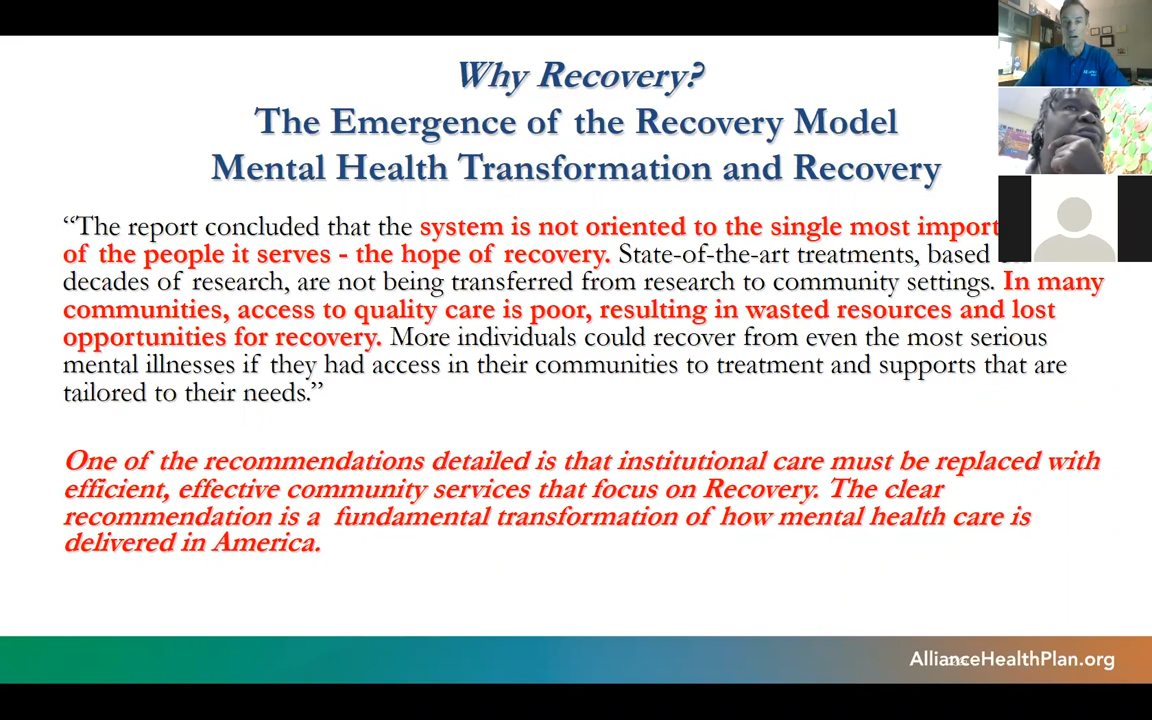 Why Recovery?
The Emergence of the Recovery Model
Mental Health Transformation and Recovery
“The report concluded that the system is not oriented to the single most import
of the people it serves - the hope of recovery. State-of-the-art treatments, based
decades of research, are not being transferred from research to community settings. In many
communities, access to quality care is poor, resulting in wasted resources and lost
opportunities for recovery. More individuals could recover from even the most serious
mental illnesses if they had access in their communities to treatment and supports that are
tailored to their needs.”
One of the recommendations detailed is that institutional care must be replaced with
efficient, effective community services that focus on Recovery. The clear
recommendation is a fundamental transformation of how mental health care is
delivered in America.
AllianceHealthPlan.org